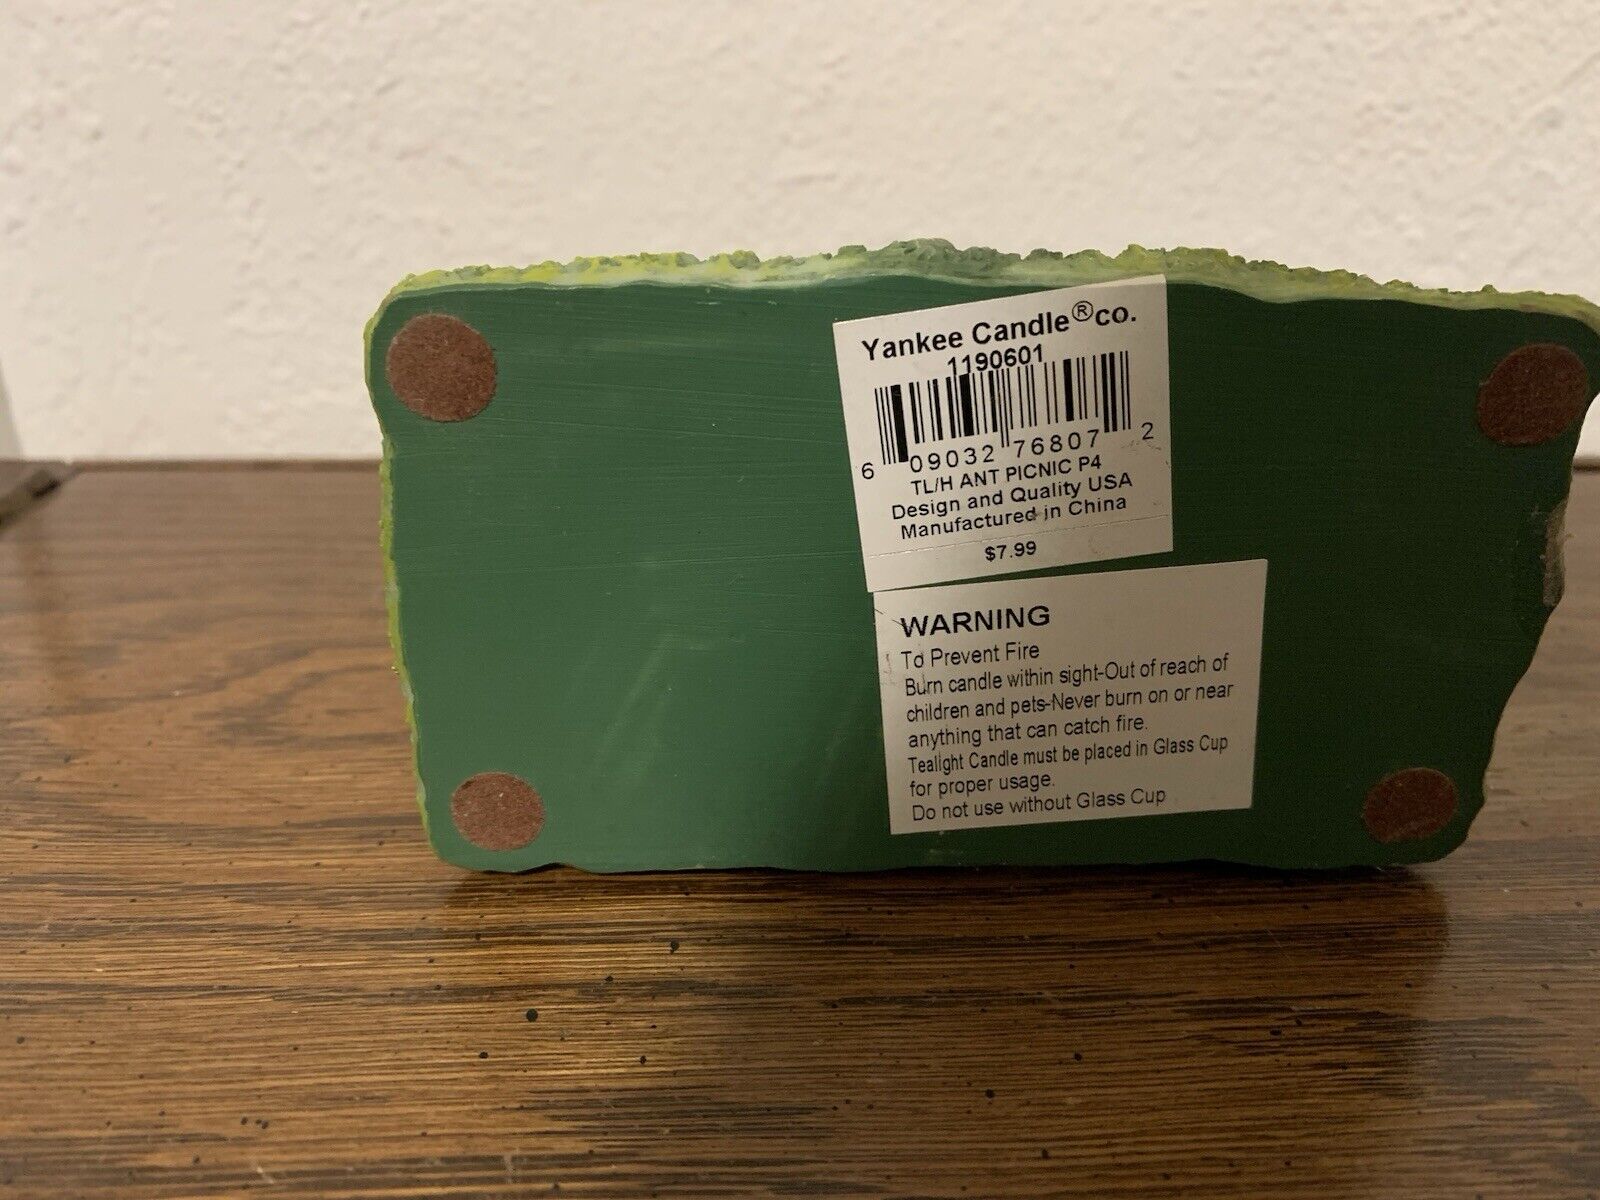 Yankee Candle® co.
1190601
6 09032 76807 2
TL/H ANT PICNIC P4
Design and Quality USA
Manufactured in China
$7.99
WARNING
To Prevent Fire
Burn candle within sight-Out of reach of
children and pets-Never burn on or near
anything that can catch fire.
Tealight Candle must be placed in Glass Cup
for proper usage.
Do not use without Glass Cup